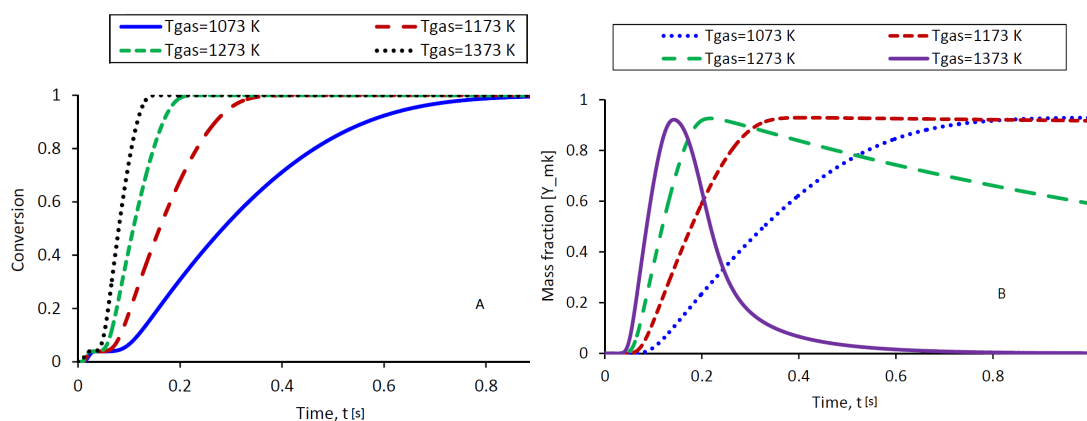 Tgas=1073 K
Tgas=1173 K
Tgas=1273 K
Tgas=1373 K
1
0.8
0.6
0.4
0.2
0
Conversion
A
0
0.2
0.4
0.6
0.8
Time, t [s]
Tgas=1073 K
Tgas=1173 K
Tgas=1273 K
Tgas=1373 K
1
0.8
0.6
0.4
0.2
0
Mass fraction [Y_mk]
B
0
0.2
0.4
0.6
0.8
Time, t [s]